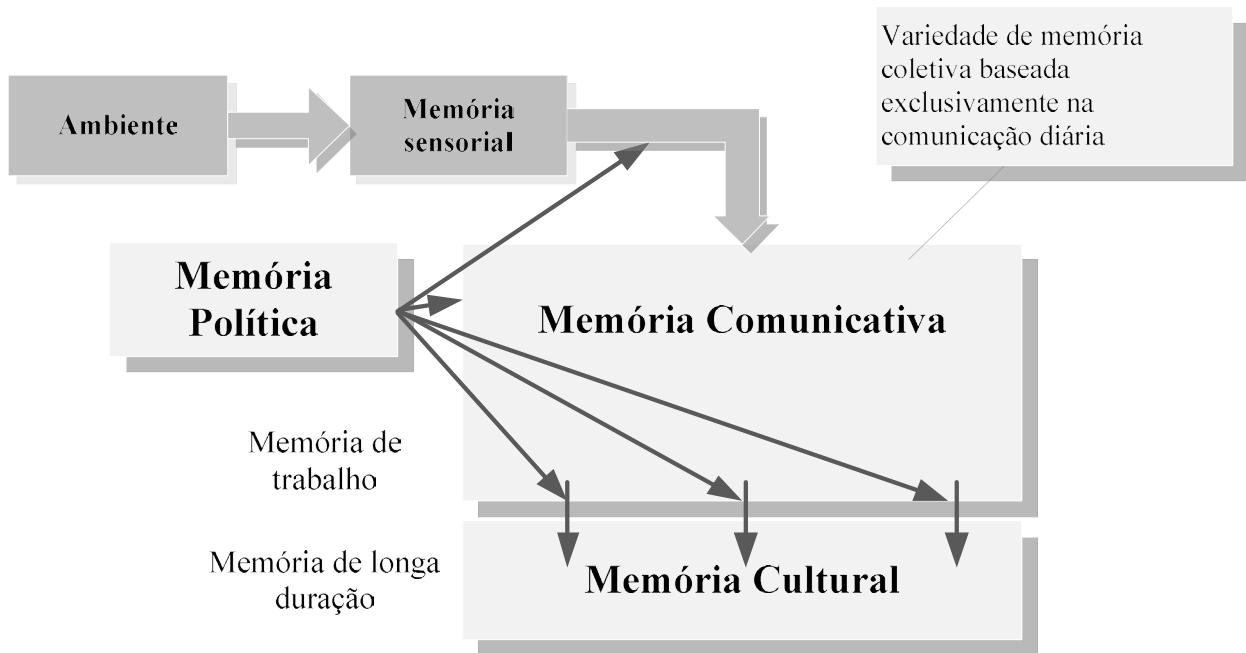 Variedade de memória
coletiva baseada
exclusivamente na
comunicação diária
Ambiente
Memória
sensorial
Memória
Política
Memória Comunicativa
Memória de
trabalho
Memória de longa
duração
Memória Cultural